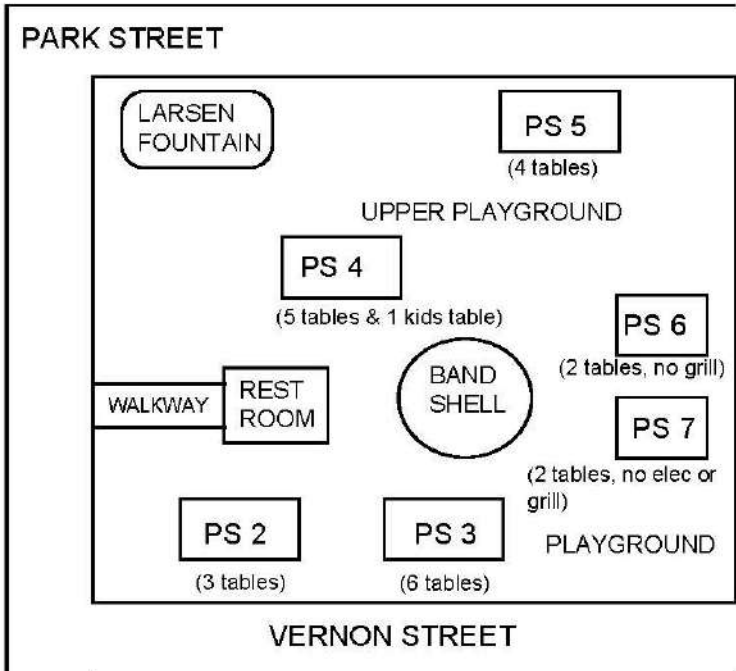 PARK STREET
LARSEN
FOUNTAIN
PS 5
(4 tables)
UPPER PLAYGROUND
PS 4
(5 tables & 1 kids table)
PS 6
(2 tables, no grill)
BAND
SHELL
WALKWAY
REST
ROOM
PS 7
(2 tables, no elec or
grill)
PS 2
(3 tables)
PS 3
(6 tables)
PLAYGROUND
VERNON STREET